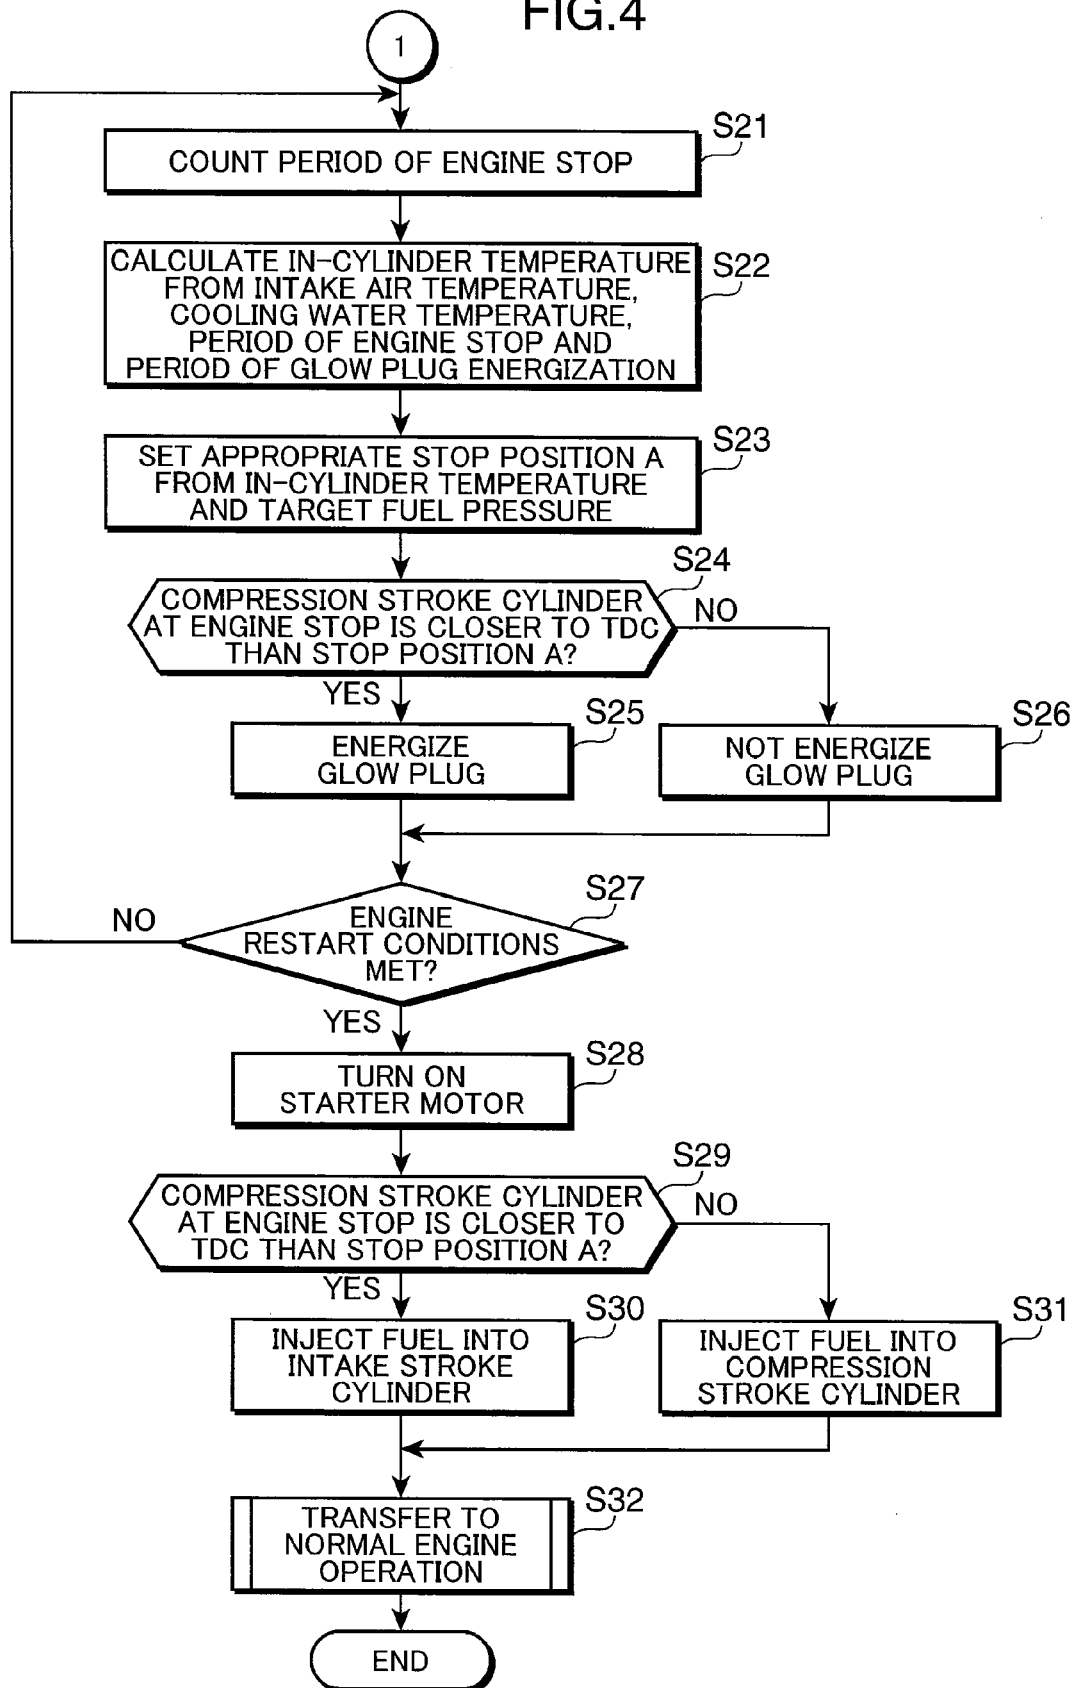 FIG.4
1
S21
COUNT PERIOD OF ENGINE STOP
S22
CALCULATE IN-CYLINDER TEMPERATURE
FROM INTAKE AIR TEMPERATURE,
COOLING WATER TEMPERATURE,
PERIOD OF ENGINE STOP AND
PERIOD OF GLOW PLUG ENERGIZATION
S23
SET APPROPRIATE STOP POSITION A
FROM IN-CYLINDER TEMPERATURE
AND TARGET FUEL PRESSURE
S24
COMPRESSION STROKE CYLINDER
AT ENGINE STOP IS CLOSER TO TDC
THAN STOP POSITION A?
NO
YES
S25
ENERGIZE
GLOW PLUG
S26
NOT ENERGIZE
GLOW PLUG
S27
ENGINE
RESTART CONDITIONS
MET?
NO
YES
S28
TURN ON
STARTER MOTOR
S29
COMPRESSION STROKE CYLINDER
AT ENGINE STOP IS CLOSER TO
TDC THAN STOP POSITION A?
NO
YES
S30
INJECT FUEL INTO
INTAKE STROKE
CYLINDER
S31
INJECT FUEL INTO
COMPRESSION
STROKE CYLINDER
S32
TRANSFER TO
NORMAL ENGINE
OPERATION
END